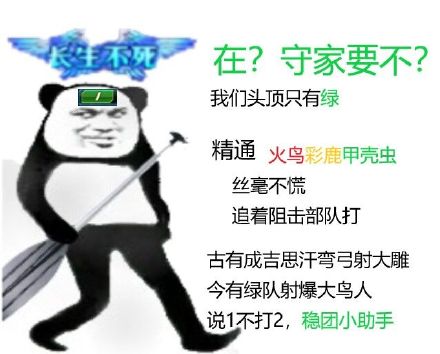 长生不死
在？守家要不？
1
我们头顶只有绿
精通 火鸟彩鹿甲壳虫
丝毫不慌
追着阻击部队打
古有成吉思汗弯弓射大雕
今有绿队射爆大鸟人
说1不打2，稳团小助手